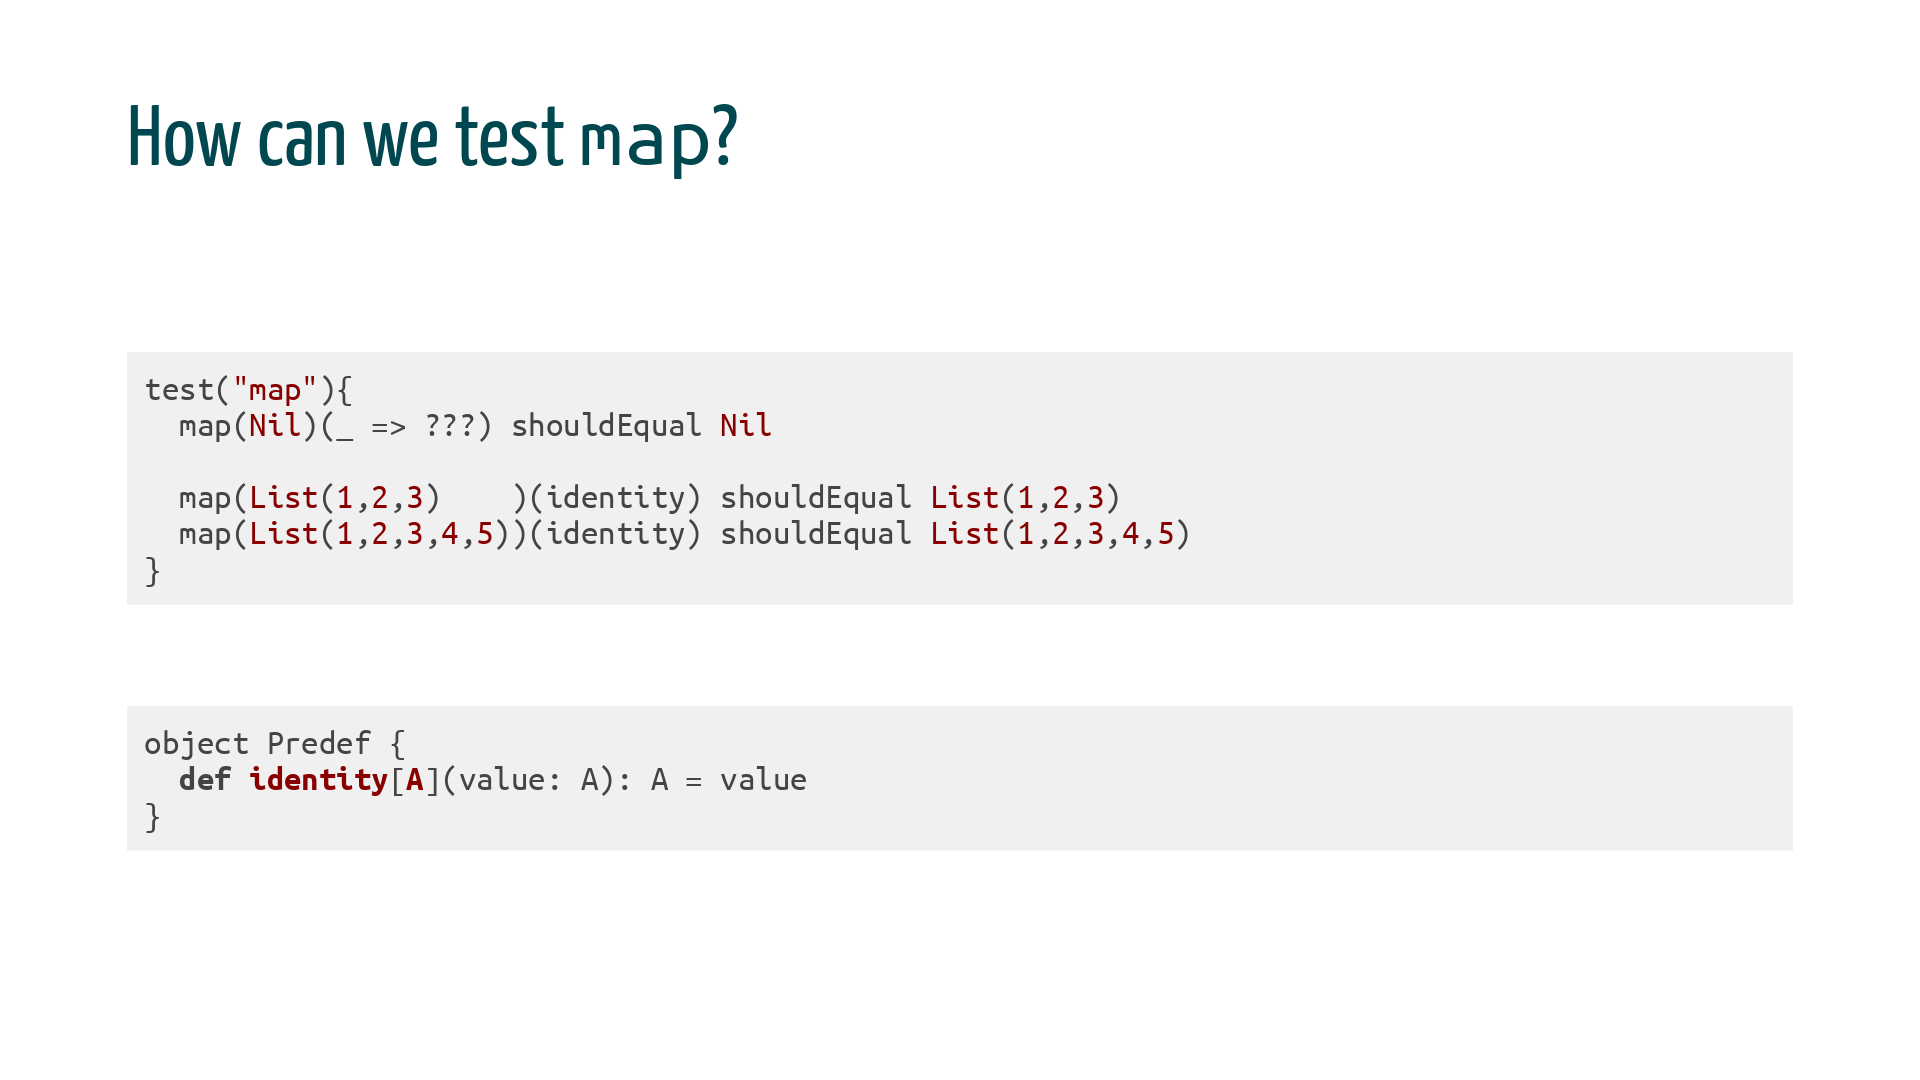 How can we test map?
test("map"){
  map(Nil)(_ => ???) shouldEqual Nil
  map(List(1,2,3)    )(identity) shouldEqual List(1,2,3)
  map(List(1,2,3,4,5))(identity) shouldEqual List(1,2,3,4,5)
}
object Predef {
  def identity[A](value: A): A = value
}